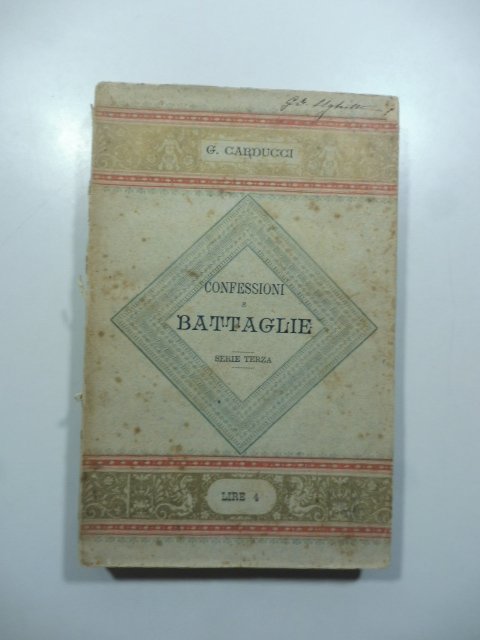 G. CARDUCCI
CONFESSIONI
E
BATTAGLIE
SERIE TERZA
LIRE 4